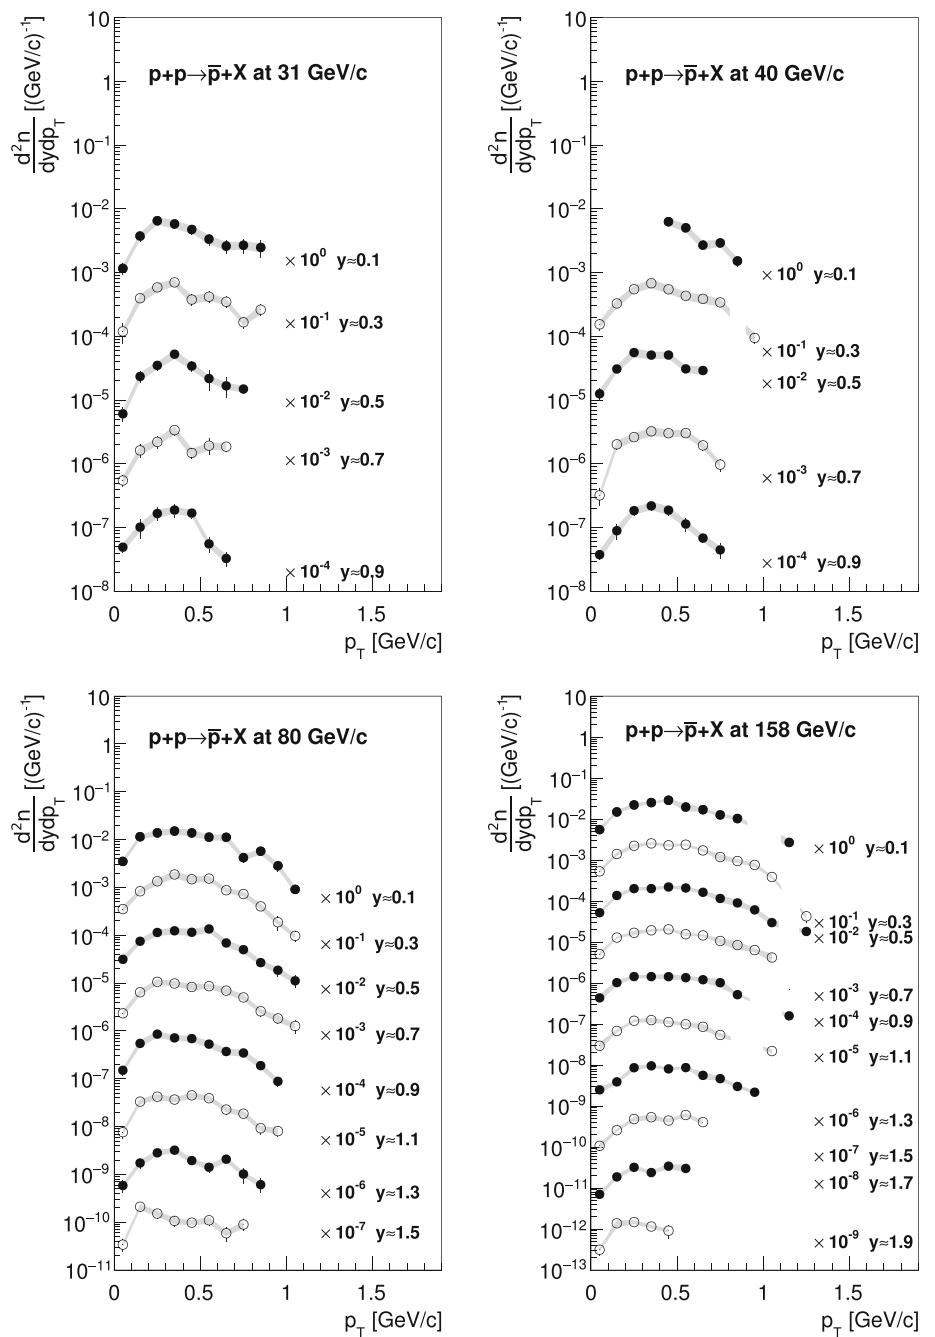 d²n/dydp_T [(GeV/c)⁻¹]
p+p→p̅+X at 31 GeV/c
10
1
10⁻¹
10⁻²
10⁻³
10⁻⁴
10⁻⁵
10⁻⁶
10⁻⁷
10⁻⁸
× 10⁰ y≈0.1
× 10⁻¹ y≈0.3
× 10⁻² y≈0.5
× 10⁻³ y≈0.7
× 10⁻⁴ y≈0.9
0 0.5 1 1.5
p_T [GeV/c]
d²n/dydp_T [(GeV/c)⁻¹]
p+p→p̅+X at 40 GeV/c
10
1
10⁻¹
10⁻²
10⁻³
10⁻⁴
10⁻⁵
10⁻⁶
10⁻⁷
10⁻⁸
× 10⁰ y≈0.1
× 10⁻¹ y≈0.3
× 10⁻² y≈0.5
× 10⁻³ y≈0.7
× 10⁻⁴ y≈0.9
0 0.5 1 1.5
p_T [GeV/c]
d²n/dydp_T [(GeV/c)⁻¹]
p+p→p̅+X at 80 GeV/c
10
1
10⁻¹
10⁻²
10⁻³
10⁻⁴
10⁻⁵
10⁻⁶
10⁻⁷
10⁻⁸
10⁻⁹
10⁻¹⁰
10⁻¹¹
× 10⁰ y≈0.1
× 10⁻¹ y≈0.3
× 10⁻² y≈0.5
× 10⁻³ y≈0.7
× 10⁻⁴ y≈0.9
× 10⁻⁵ y≈1.1
× 10⁻⁶ y≈1.3
× 10⁻⁷ y≈1.5
0 0.5 1 1.5
p_T [GeV/c]
d²n/dydp_T [(GeV/c)⁻¹]
p+p→p̅+X at 158 GeV/c
10
1
10⁻¹
10⁻²
10⁻³
10⁻⁴
10⁻⁵
10⁻⁶
10⁻⁷
10⁻⁸
10⁻⁹
10⁻¹⁰
10⁻¹¹
10⁻¹²
10⁻¹³
× 10⁰ y≈0.1
× 10⁻¹ y≈0.3
× 10⁻² y≈0.5
× 10⁻³ y≈0.7
× 10⁻⁴ y≈0.9
× 10⁻⁵ y≈1.1
× 10⁻⁶ y≈1.3
× 10⁻⁷ y≈1.5
× 10⁻⁸ y≈1.7
× 10⁻⁹ y≈1.9
0 0.5 1 1.5
p_T [GeV/c]